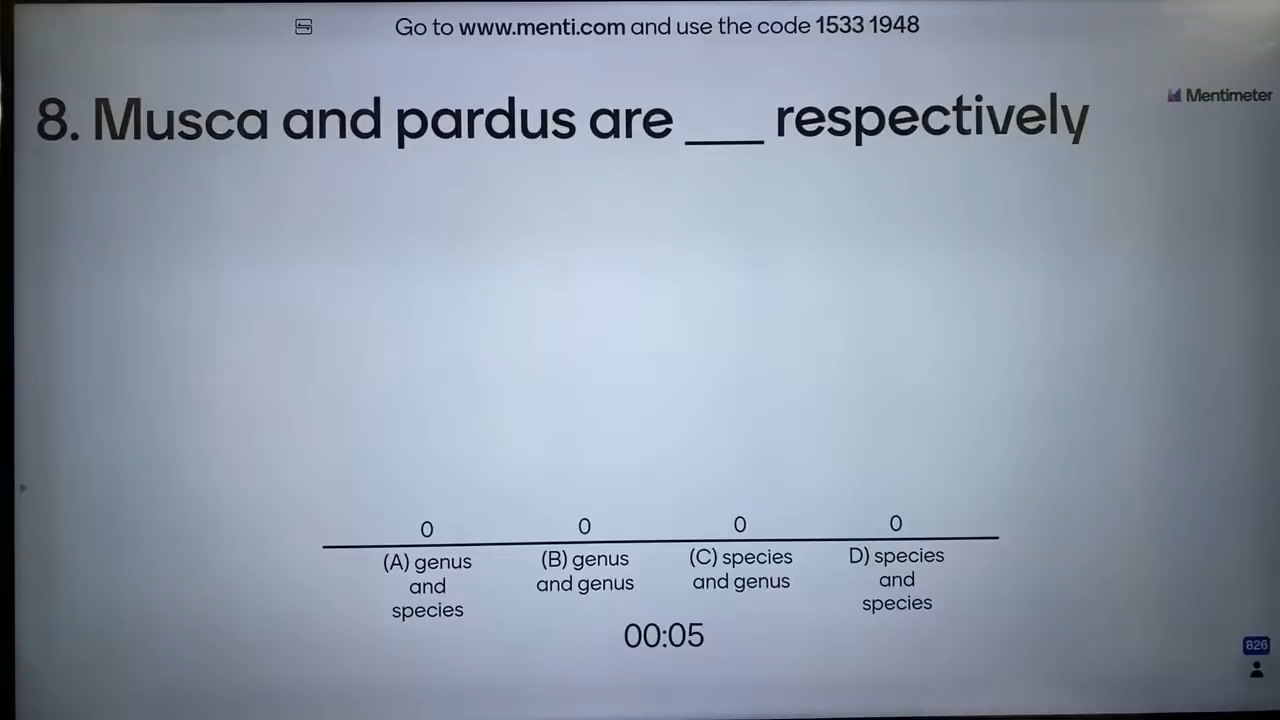 Go to www.menti.com and use the code 1533 1948
Mentimeter
8. Musca and pardus are ___ respectively
0
0
0
0
(A) genus
and
species
(B) genus
and genus
(C) species
and genus
D) species
and
species
00:05
826